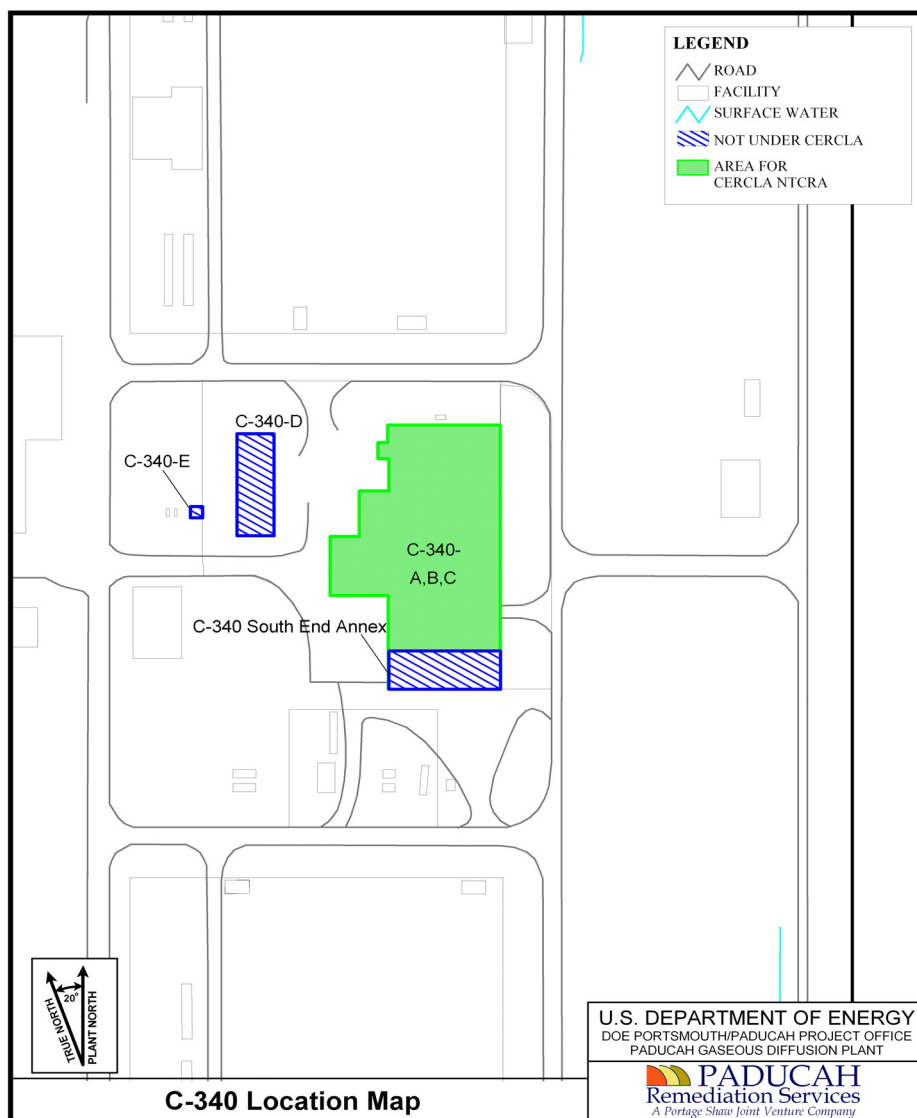 LEGEND
ROAD
FACILITY
SURFACE WATER
NOT UNDER CERCLA
AREA FOR
CERCLA NTCRA
C-340-D
C-340-E
C-340-
A,B,C
C-340 South End Annex
TRUE NORTH
20°
PLANT NORTH
U.S. DEPARTMENT OF ENERGY
DOE PORTSMOUTH/PADUCAH PROJECT OFFICE
PADUCAH GASEOUS DIFFUSION PLANT
PADUCAH
Remediation Services
A Portage Shaw Joint Venture Company
C-340 Location Map